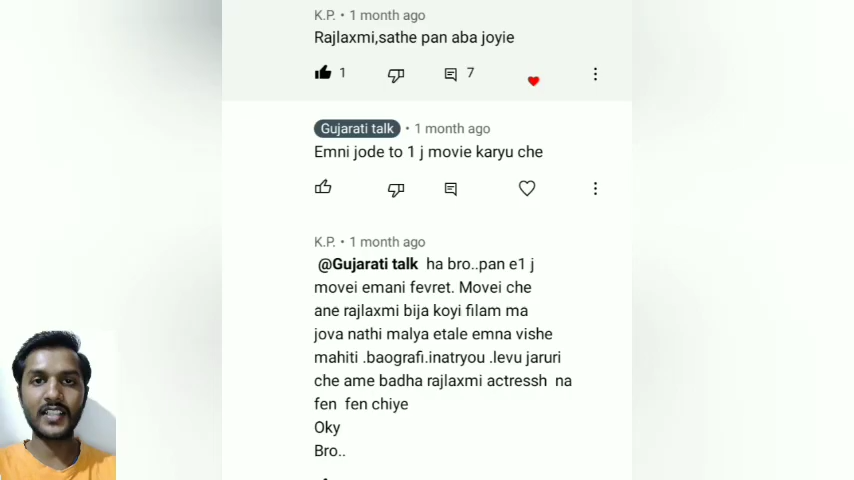 K.P. • 1 month ago
Rajlaxmi,sathe pan aba joyie
1
7
Gujarati talk • 1 month ago
Emni jode to 1 j movie karyu che
K.P. • 1 month ago
@Gujarati talk ha bro..pan e1 j
movei emani fevret. Movei che
ane rajlaxmi bija koyi filam ma
jova nathi malya etale emna vishe
mahiti .baografi.inatryou .levu jaruri
che ame badha rajlaxmi actressh na
fen fen chiye
Oky
Bro..